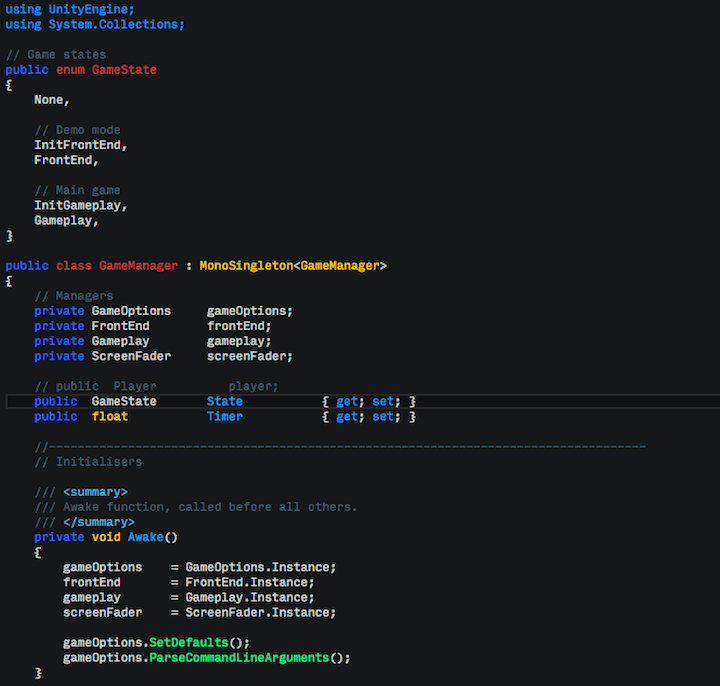 using UnityEngine;
using System.Collections;
// Game states
public enum GameState
{
None,
// Demo mode
InitFrontEnd,
FrontEnd,
// Main game
InitGameplay,
Gameplay,
}
public class GameManager : MonoSingleton<GameManager>
{
// Managers
private GameOptions     gameOptions;
private FrontEnd        frontEnd;
private Gameplay        gameplay;
private ScreenFader     screenFader;
// public  Player          player;
public  GameState       State           { get; set; }
public  float           Timer           { get; set; }
//-----------------------------------------------------------------------------------
// Initialisers
/// <summary>
/// Awake function, called before all others.
/// </summary>
private void Awake()
{
gameOptions    = GameOptions.Instance;
frontEnd       = FrontEnd.Instance;
gameplay       = Gameplay.Instance;
screenFader    = ScreenFader.Instance;
gameOptions.SetDefaults();
gameOptions.ParseCommandLineArguments();
}